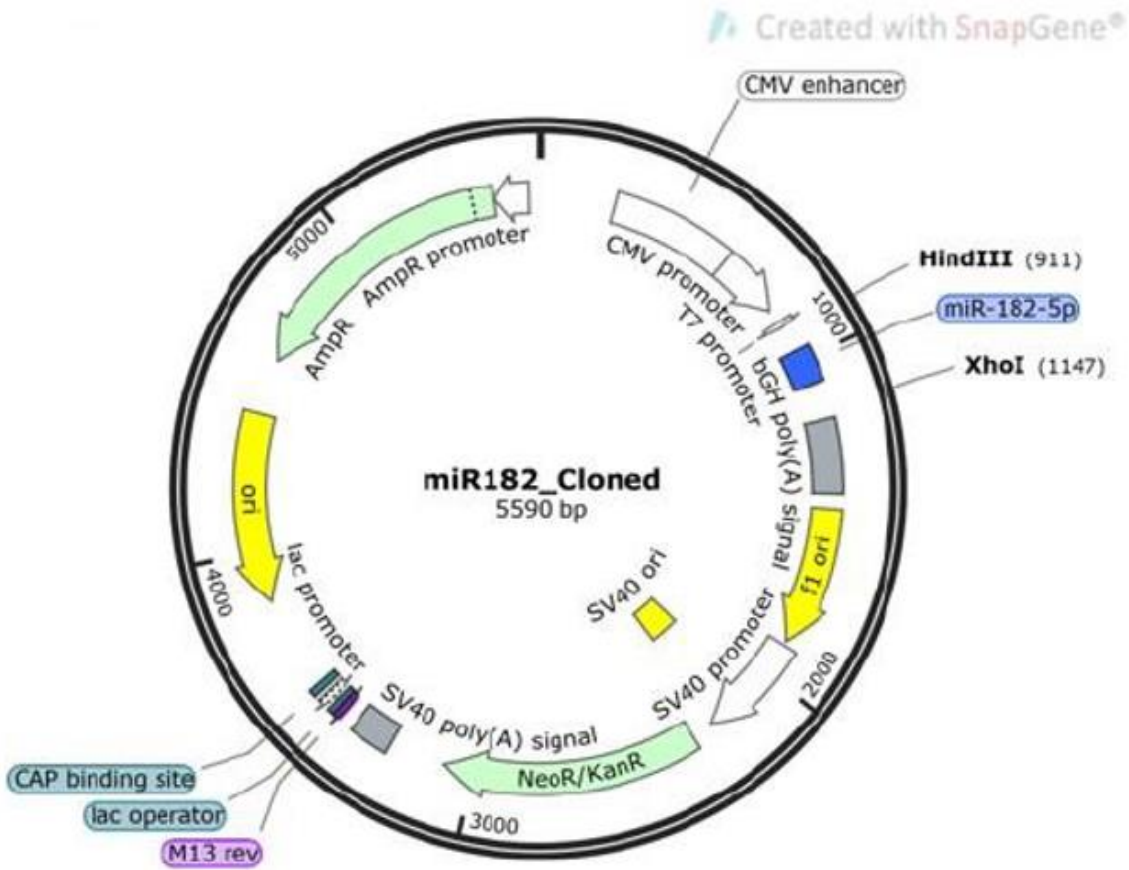 Created with SnapGene®
CMV enhancer
HindIII (911)
miR-182-5p
XhoI (1147)
1000
2000
3000
4000
5000
CMV promoter
T7 promoter
bGH poly(A) signal
f1 ori
SV40 promoter
SV40 ori
NeoR/KanR
SV40 poly(A) signal
lac promoter
CAP binding site
lac operator
M13 rev
ori
AmpR
AmpR promoter
miR182_Cloned
5590 bp